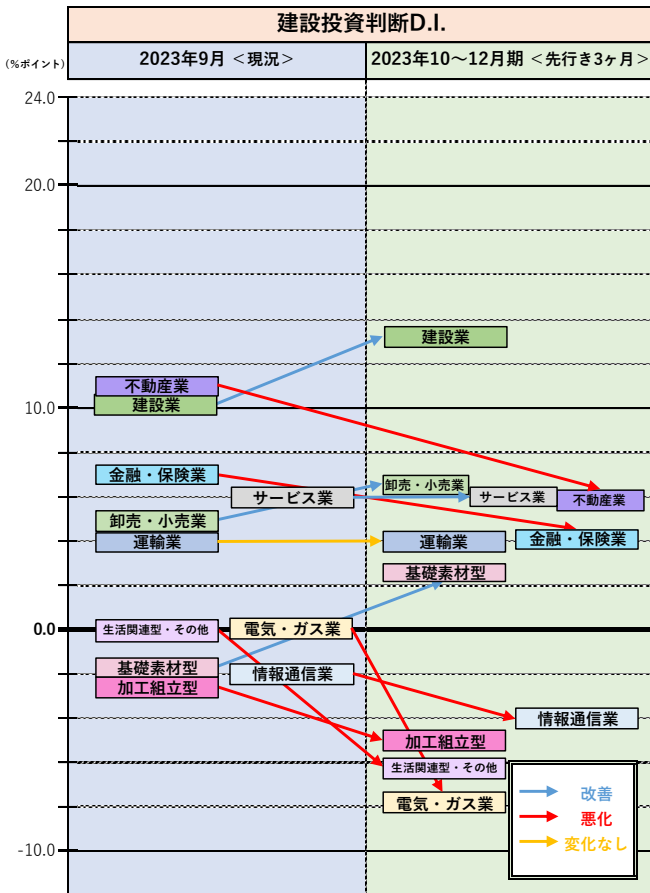 建設投資判断D.I.
(%ポイント)
2023年9月 <現況>
2023年10〜12月期 <先行き3ヶ月>
24.0
20.0
10.0
0.0
-10.0
不動産業
建設業
金融・保険業
サービス業
卸売・小売業
運輸業
生活関連型・その他
電気・ガス業
基礎素材型
情報通信業
加工組立型
建設業
卸売・小売業
サービス業
不動産業
運輸業
金融・保険業
基礎素材型
情報通信業
加工組立型
生活関連型・その他
電気・ガス業
改善
悪化
変化なし